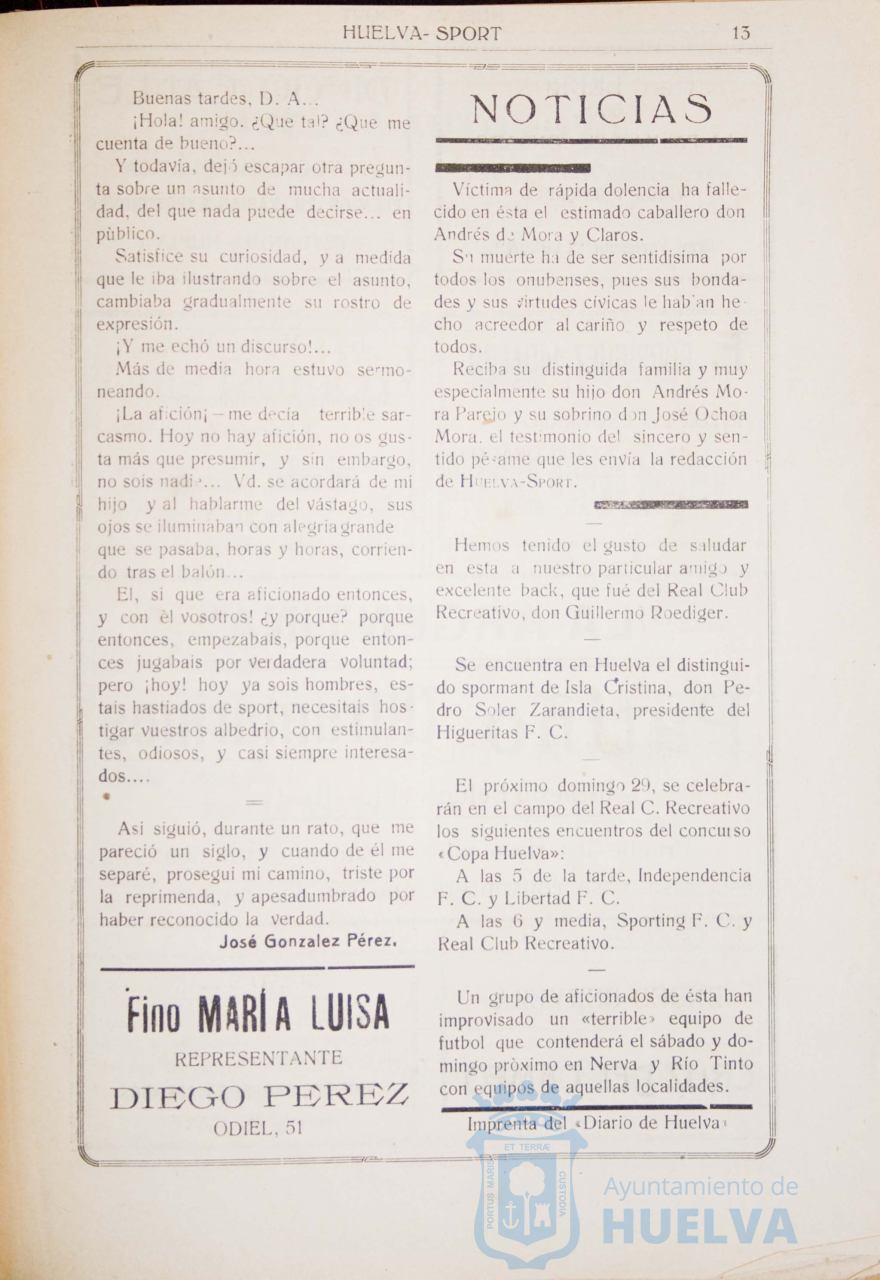 HUELVA- SPORT
13
Buenas tardes, D. A...
¡Hola! amigo. ¿Que tal? ¿Que me
cuenta de bueno?...
Y todavía, dejó escapar otra pregun-
ta sobre un asunto de mucha actuali-
dad, del que nada puede decirse... en
pùblico.
Satisfice su curiosidad, y a medida
que le iba ilustrando sobre el asunto,
cambiaba gradualmente su rostro de
expresión.
¡Y me echó un discurso!...
Más de media hora estuvo sermo-
neando.
¡La afición¡ — me decía terrible sar-
casmo. Hoy no hay afición, no os gus-
ta más que presumir, y sin embargo,
no sois nadie... Vd. se acordará de mi
hijo y al hablarme del vástago, sus
ojos se iluminaban con alegria grande
que se pasaba, horas y horas, corrien-
do tras el balón...
El, si que era aficionado entonces,
y con èl vosotros! ¿y porque? porque
entonces, empezabais, porque enton-
ces jugabais por verdadera voluntad;
pero ¡hoy! hoy ya sois hombres, es-
tais hastiados de sport, necesitais hos-
tigar vuestros albedrio, con estimulan-
tes, odiosos, y casi siempre interesa-
dos....
Asi siguió, durante un rato, que me
pareció un siglo, y cuando de él me
separé, prosegui mi camino, triste por
la reprimenda, y apesadumbrado por
haber reconocido la verdad.
José Gonzalez Pérez.
Fino MARÍA LUISA
REPRESENTANTE
DIEGO PEREZ
ODIEL, 51
NOTICIAS
Víctima de rápida dolencia ha falle-
cido en ésta el estimado caballero don
Andrés de Mora y Claros.
Su muerte ha de ser sentidisima por
todos los onubenses, pues sus bonda-
des y sus virtudes cívicas le habían he-
cho acreedor al cariño y respeto de
todos.
Reciba su distinguida familia y muy
especialmente su hijo don Andrés Mo-
ra Parejo y su sobrino don José Ochoa
Mora. el testimonio del sincero y sen-
tido pésame que les envía la redacción
de HUELVA-SPORT.
Hemos tenido el gusto de saludar
en esta a nuestro particular amigo y
excelente back, que fué del Real Club
Recreativo, don Guillermo Roediger.
Se encuentra en Huelva el distingui-
do spormant de Isla Cristina, don Pe-
dro Soler Zarandieta, presidente del
Higueritas F. C.
El próximo domingo 29, se celebra-
rán en el campo del Real C. Recreativo
los siguientes encuentros del concurso
«Copa Huelva»:
A las 5 de la tarde, Independencia
F. C. y Libertad F. C.
A las 6 y media, Sporting F. C. y
Real Club Recreativo.
Un grupo de aficionados de ésta han
improvisado un «terrible» equipo de
futbol que contenderá el sábado y do-
mingo pròximo en Nerva y Río Tinto
con equipos de aquellas localidades.
Imprenta del «Diario de Huelva»
ET TERRÆ
PORTUS MARIS
CUSTODIA
Ayuntamiento de
HUELVA